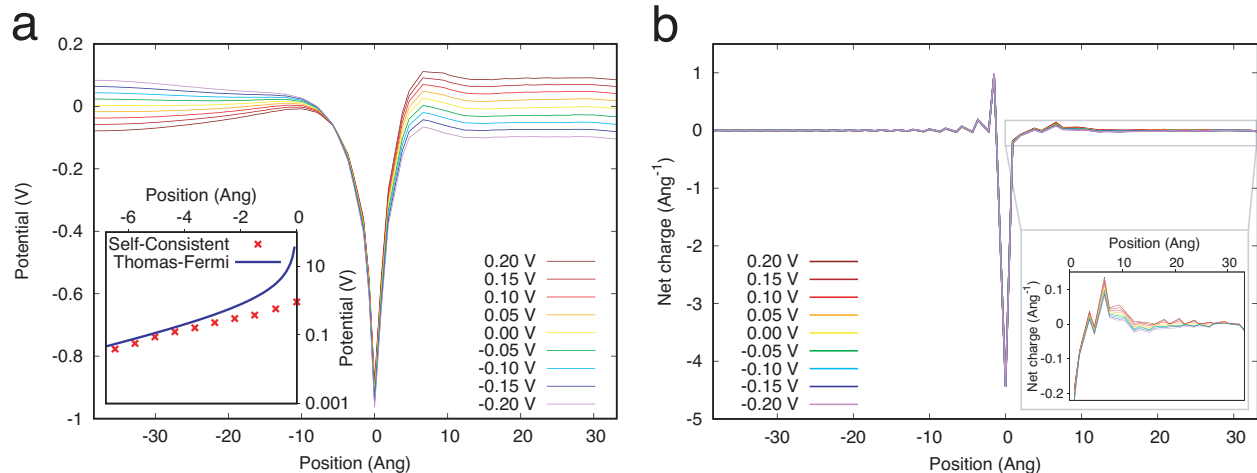 a
0.2
0
-0.2
-0.4
-0.6
-0.8
-1
Potential (V)
-30 -20 -10 0 10 20 30
Position (Ang)
0.20 V
0.15 V
0.10 V
0.05 V
0.00 V
-0.05 V
-0.10 V
-0.15 V
-0.20 V
Position (Ang)
-6 -4 -2 0
Self-Consistent
Thomas-Fermi
10
0.1
0.001
Potential (V)
b
1
0
-1
-2
-3
-4
-5
Net charge (Ang-1)
-30 -20 -10 0 10 20 30
Position (Ang)
0.20 V
0.15 V
0.10 V
0.05 V
0.00 V
-0.05 V
-0.10 V
-0.15 V
-0.20 V
Position (Ang)
0 10 20 30
0.1
0
-0.1
-0.2
Net charge (Ang-1)